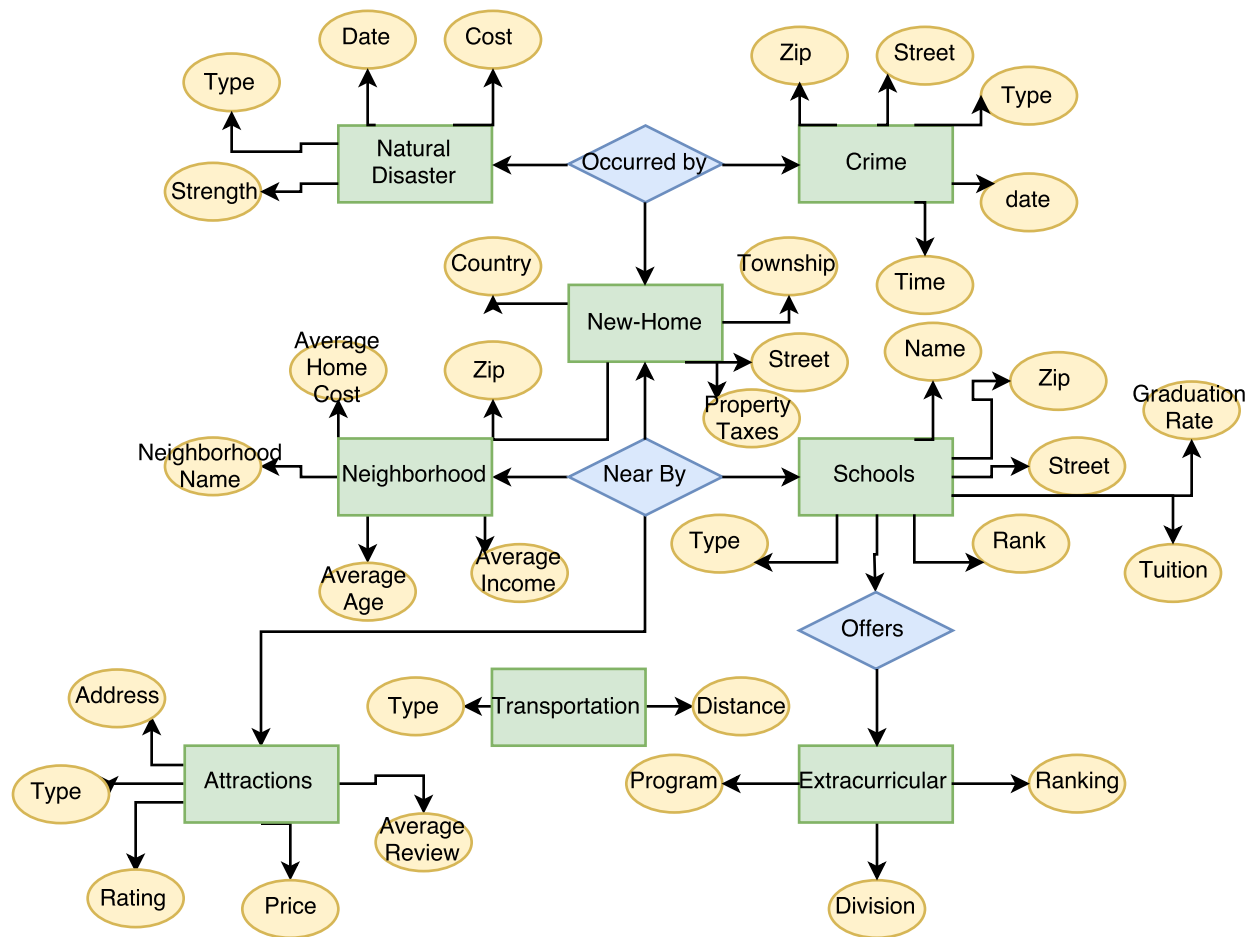 Date
Cost
Zip
Street
Type
Type
Natural
Disaster
Occurred by
Crime
Strength
date
Country
Township
Time
New-Home
Average
Home
Cost
Zip
Street
Name
Zip
Property
Taxes
Graduation
Rate
Neighborhood
Name
Neighborhood
Near By
Schools
Street
Type
Rank
Average
Age
Average
Income
Tuition
Offers
Address
Type
Transportation
Distance
Type
Attractions
Program
Extracurricular
Ranking
Average
Review
Rating
Price
Division